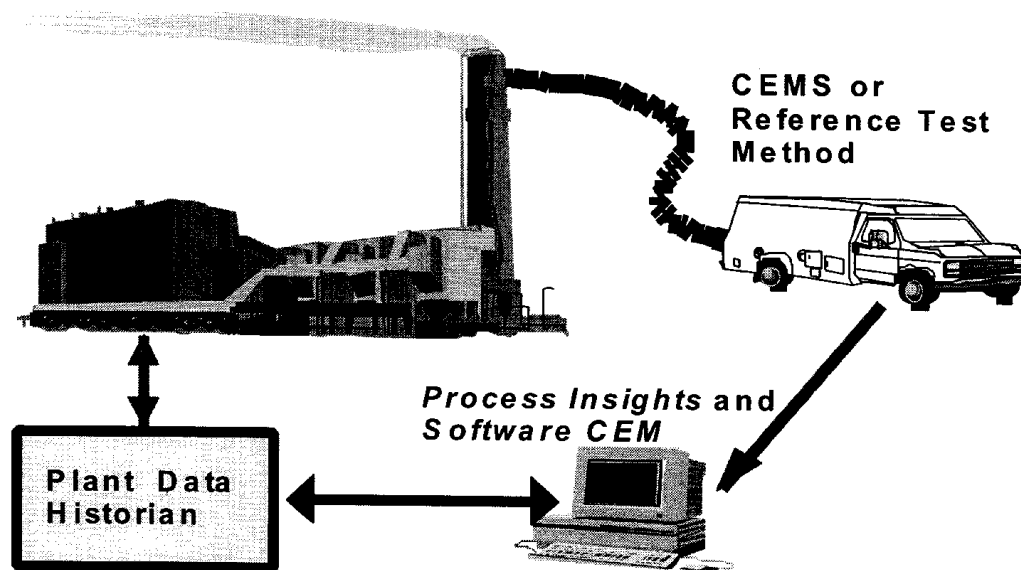 CEMS or
Reference Test
Method
Process Insights and
Software CEM
Plant Data
Historian